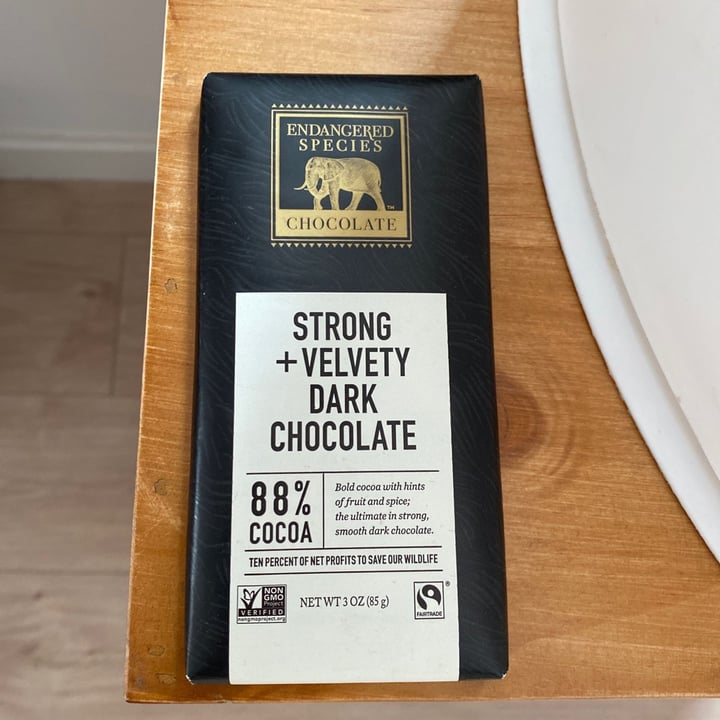 ENDANGERED
SPECIES
™
CHOCOLATE
STRONG
+VELVETY
DARK
CHOCOLATE
88%
COCOA
Bold cocoa with hints
of fruit and spice;
the ultimate in strong,
smooth dark chocolate.
TEN PERCENT OF NET PROFITS TO SAVE OUR WILDLIFE
NON
GMO
Project
VERIFIED
nongmoproject.org
NET WT 3 OZ (85 g)
®
FAIRTRADE